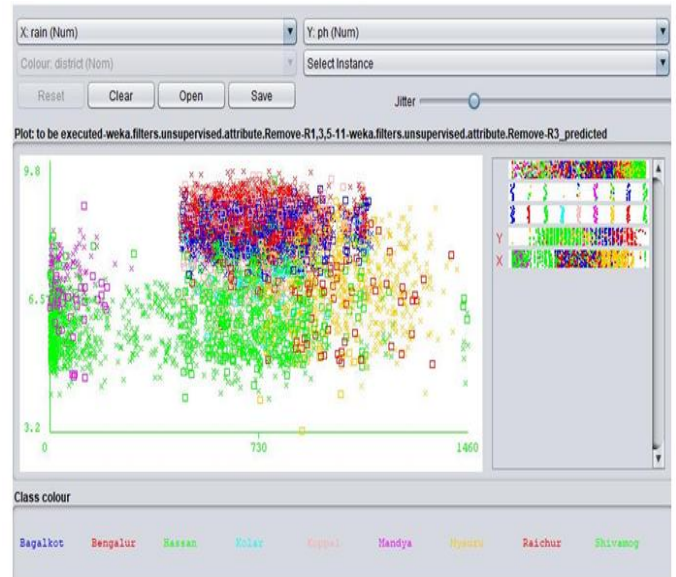 X: rain (Num) Y: ph (Num)
Colour: district (Nom) Select Instance
Reset Clear Open Save Jitter
Plot: to be executed-weka.filters.unsupervised.attribute.Remove-R1,3,5-11-weka.filters.unsupervised.attribute.Remove-R3_predicted
9.8
6.5
3.2
0 730 1460
Y
X
Class colour
Bagalkot Bengalur Hassan Kolar Koppal Mandya Mysuru Raichur Shivamog